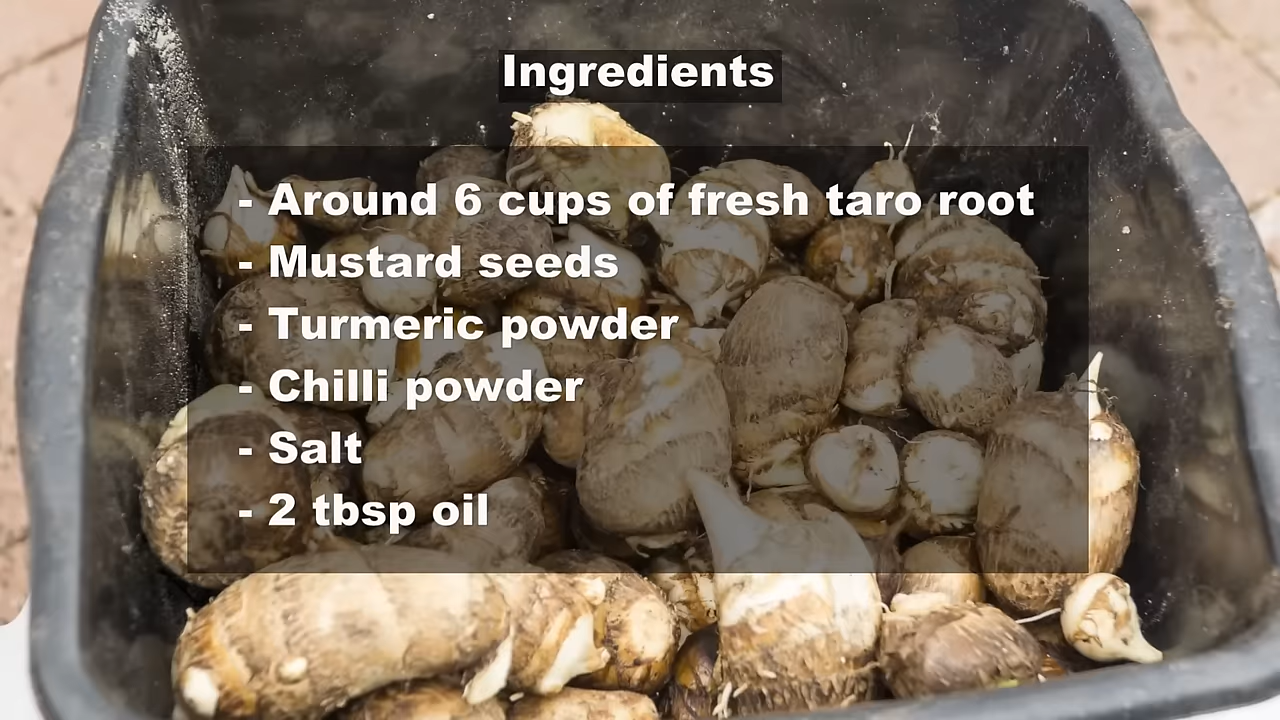 Ingredients
- Around 6 cups of fresh taro root
- Mustard seeds
- Turmeric powder
- Chilli powder
- Salt
- 2 tbsp oil